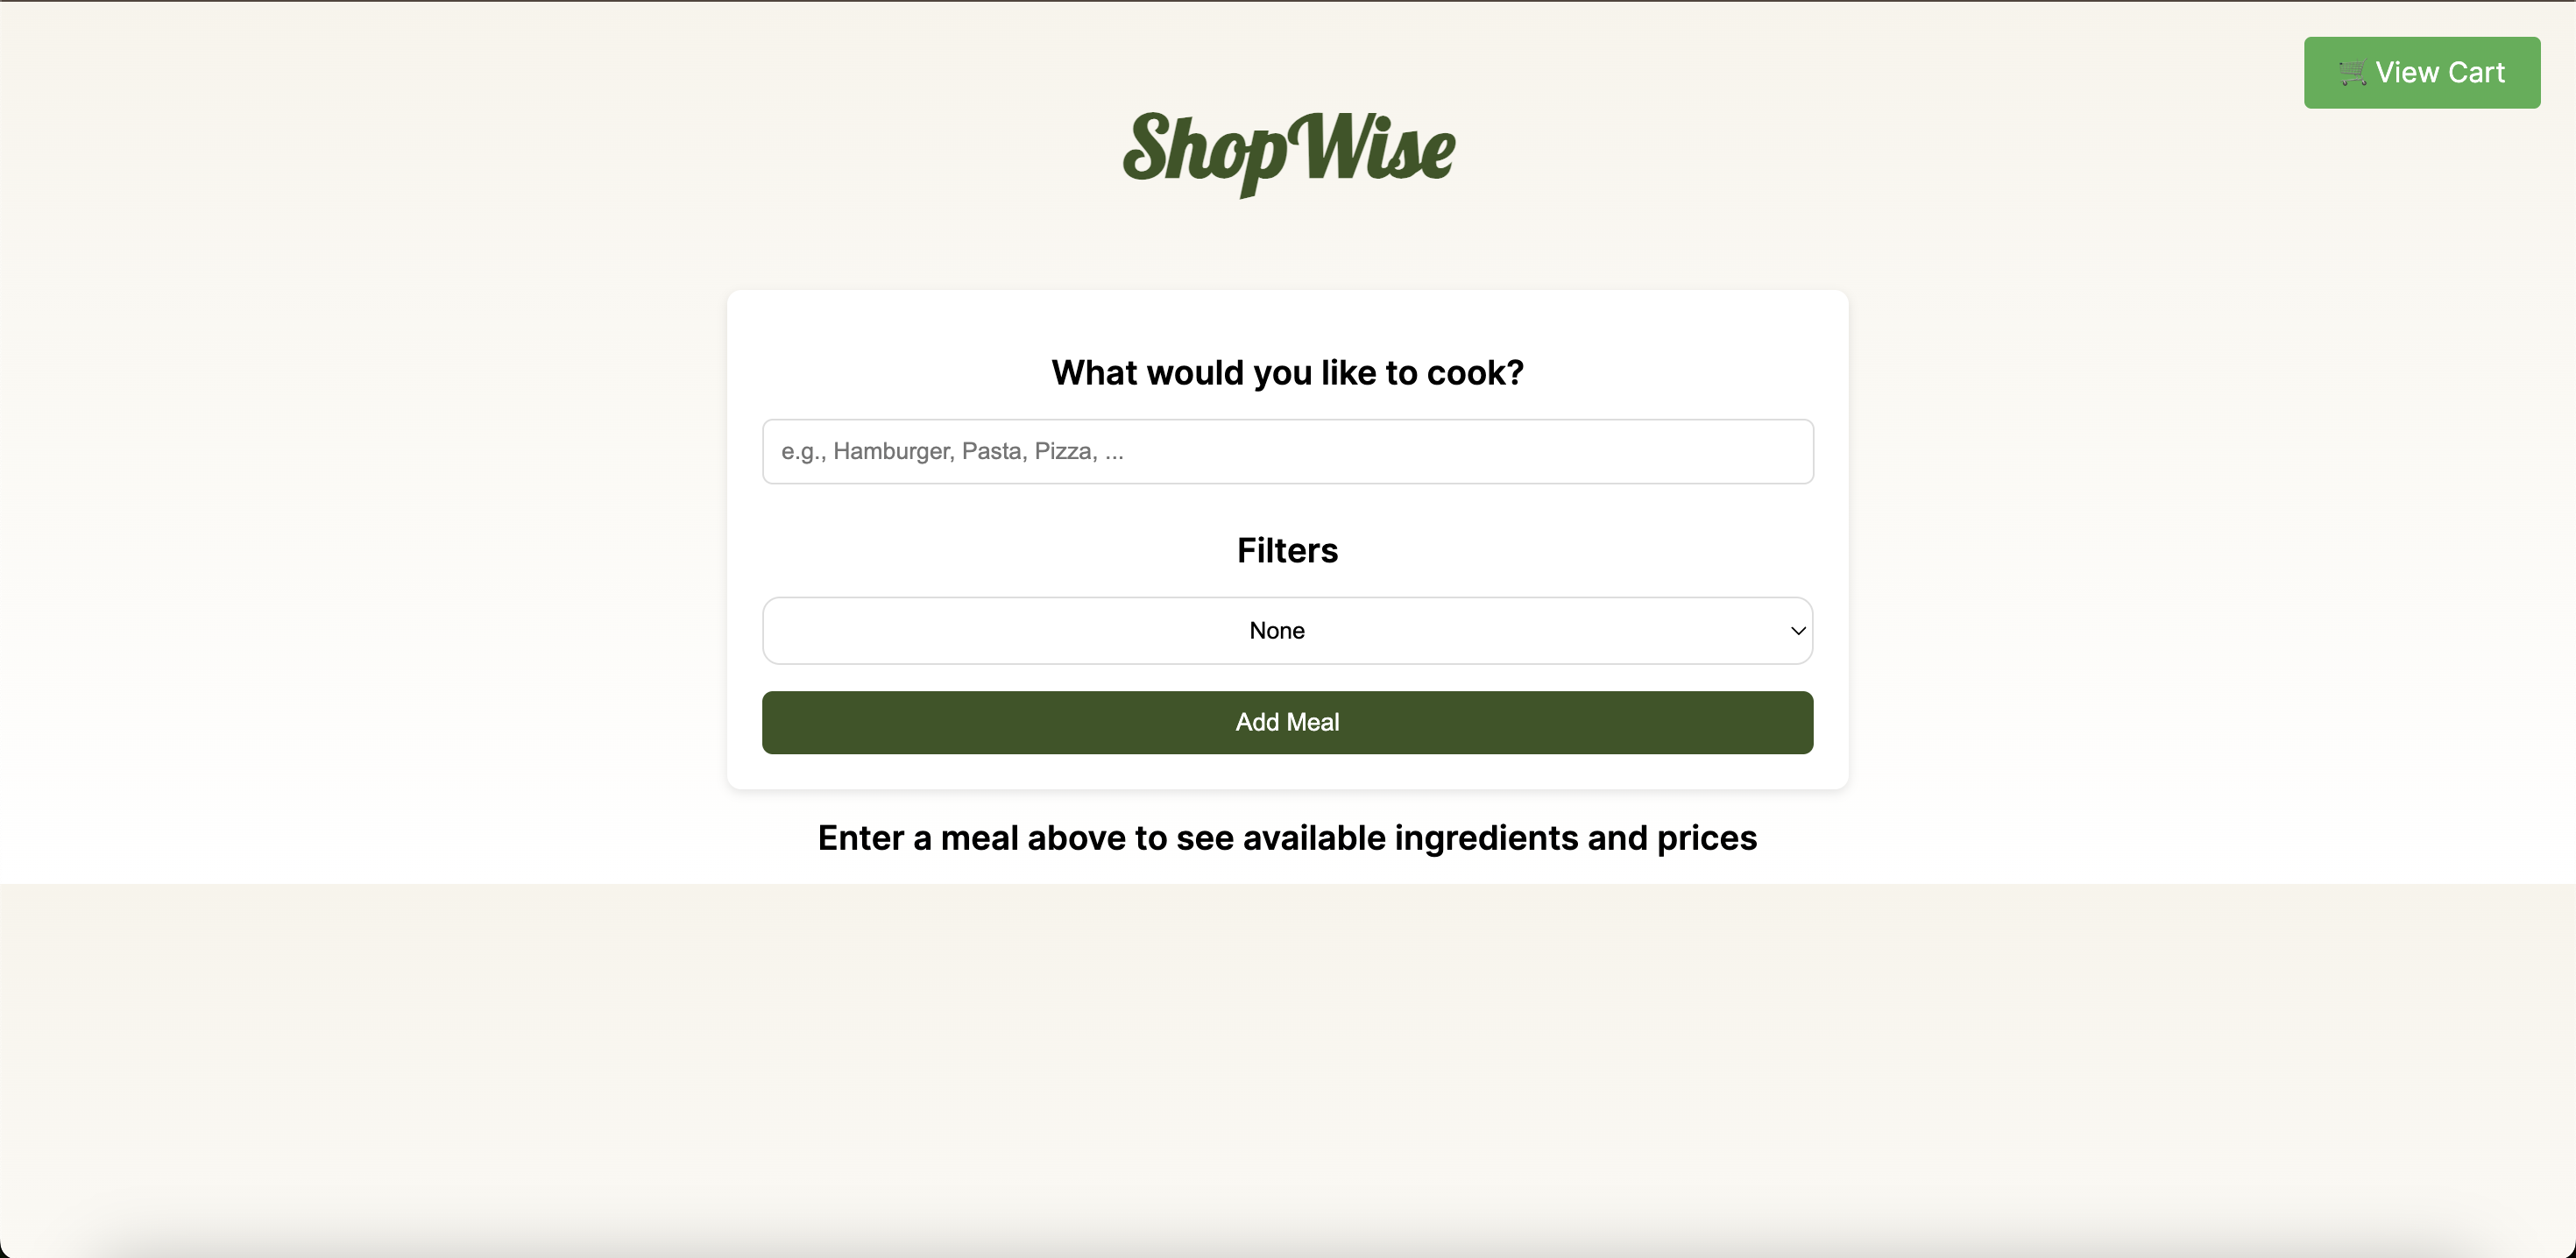 View Cart
ShopWise
What would you like to cook?
e.g., Hamburger, Pasta, Pizza, ...
Filters
None
Add Meal
Enter a meal above to see available ingredients and prices